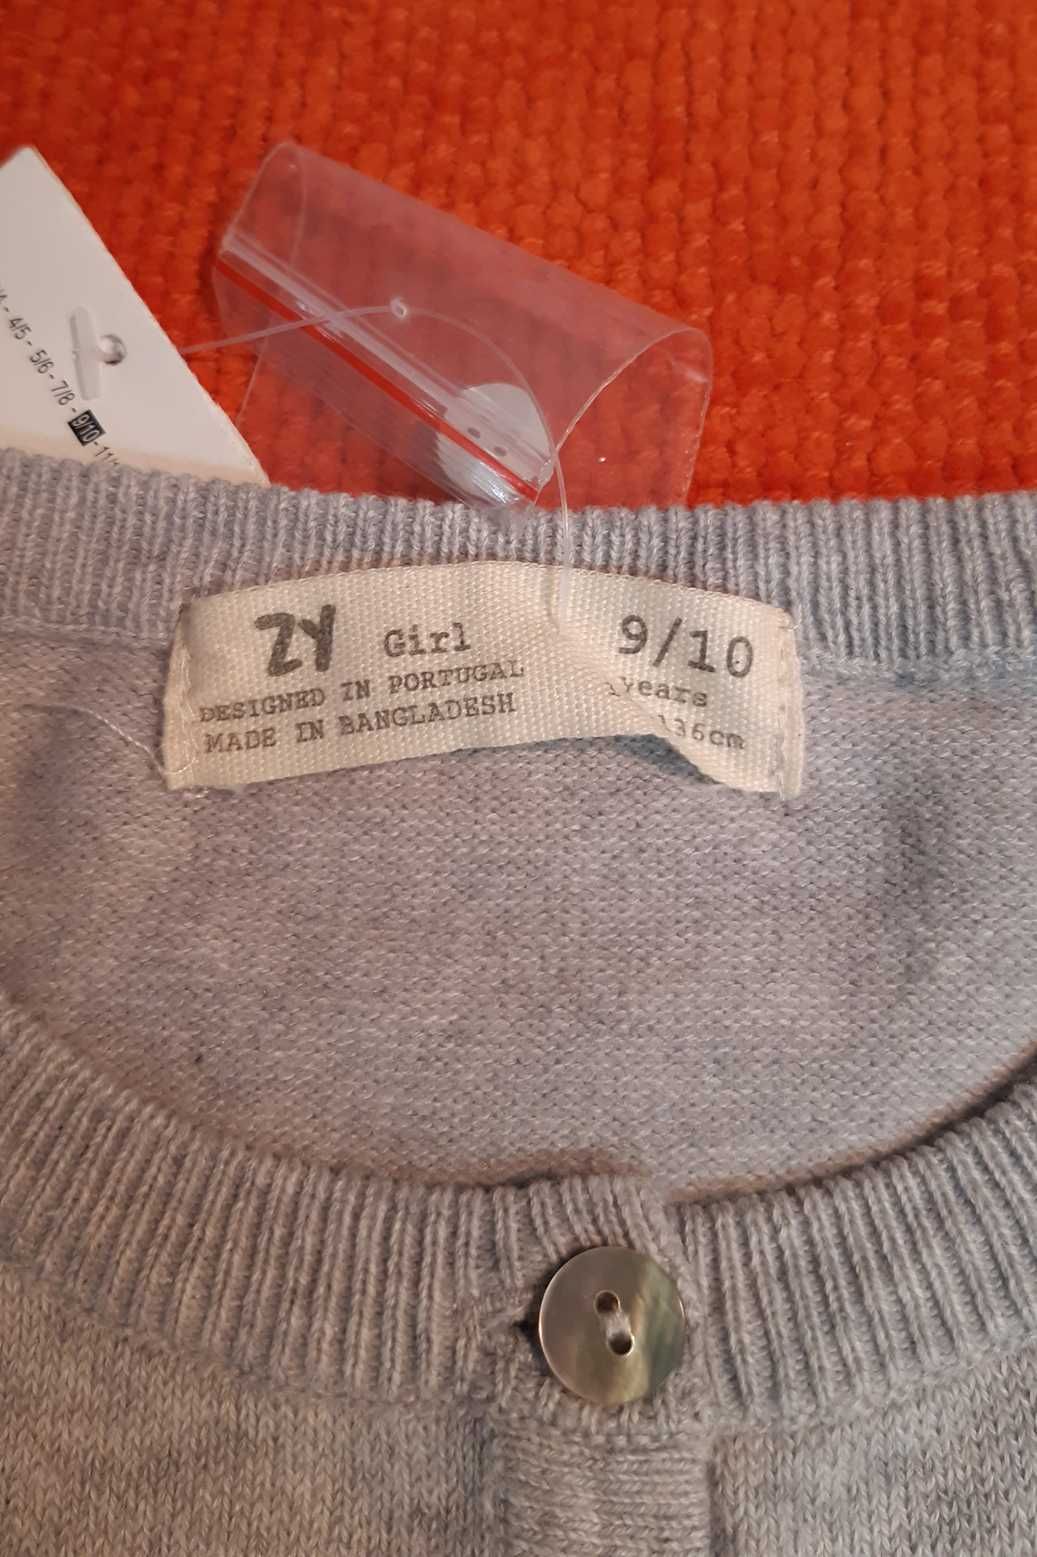 4/5 - 5/6 - 7/8 - 9/10 - 11
ZY Girl
DESIGNED IN PORTUGAL
MADE IN BANGLADESH
9/10
years
136cm